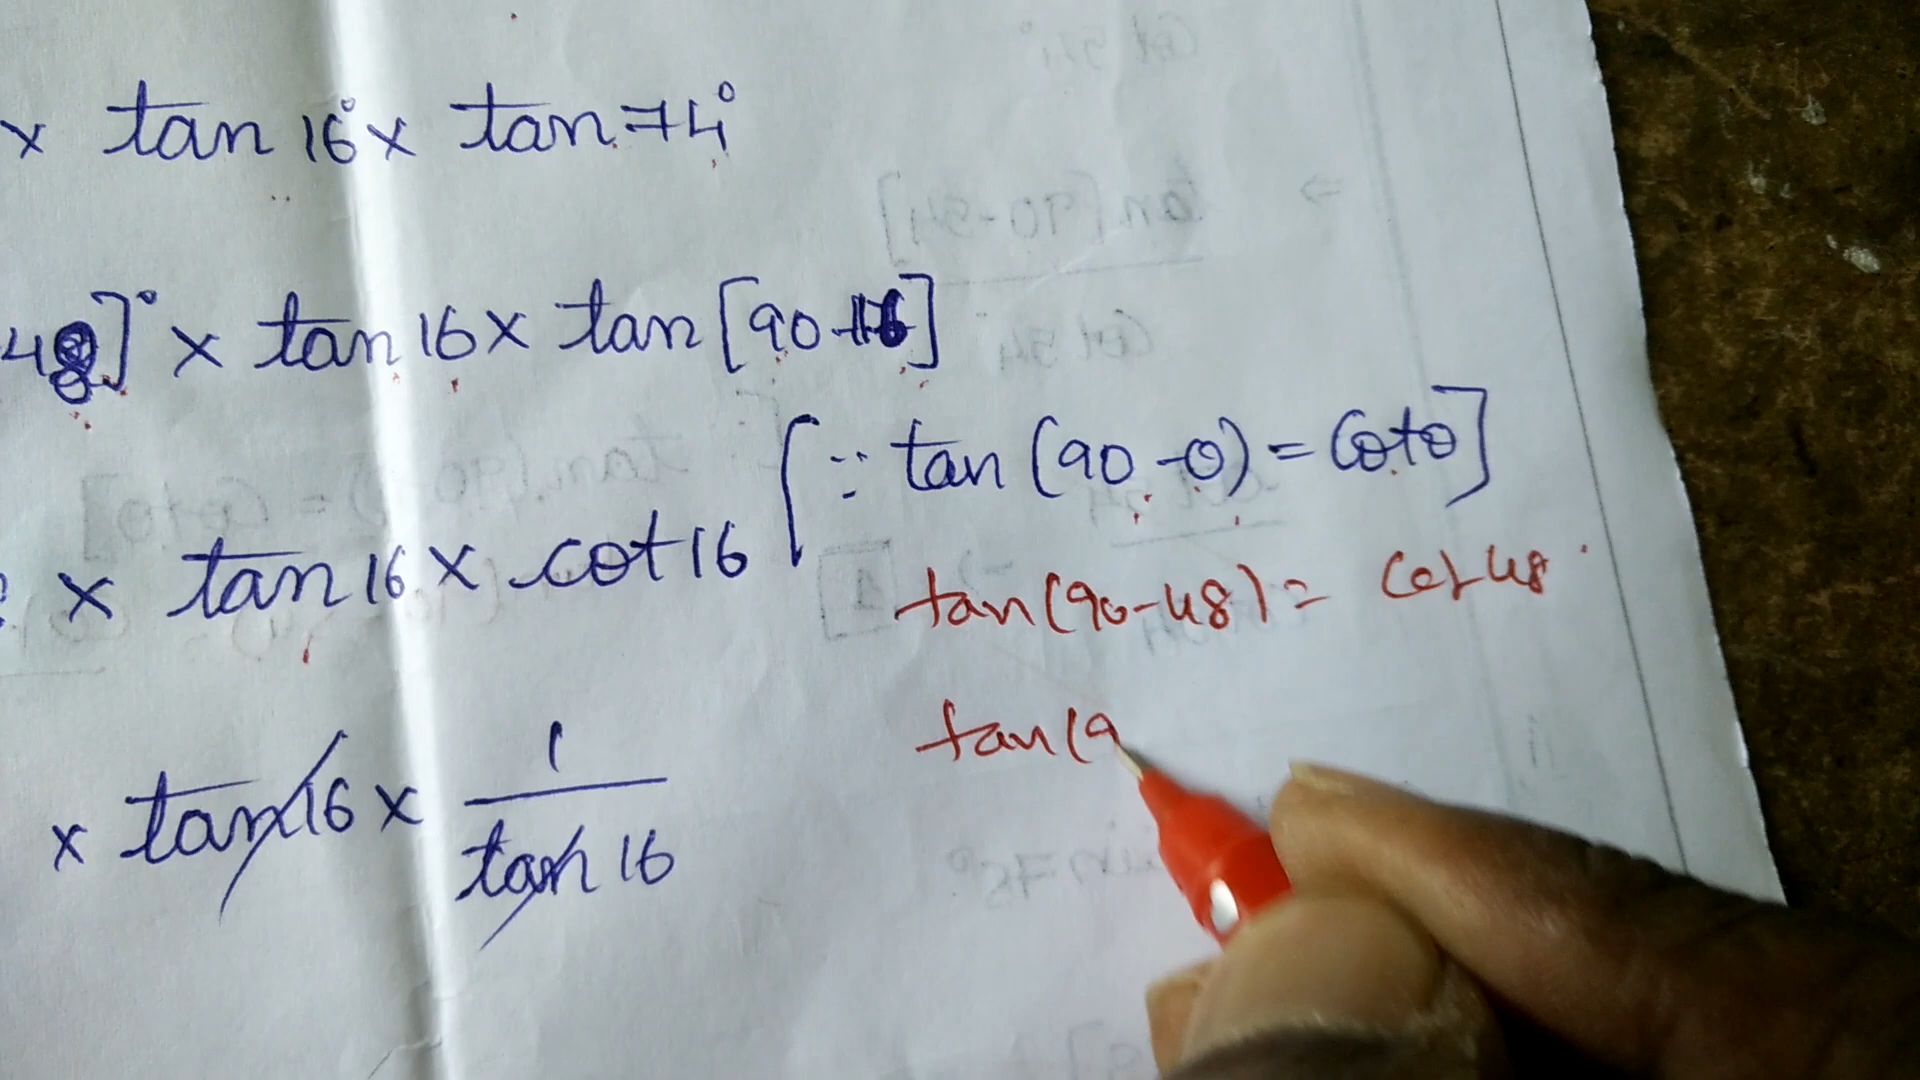 x tan 16° x tan 74°
48]° x tan 16 x tan [90-16]
[∵ tan (90-θ) = Cotθ]
x tan 16 x cot 16
tan (90-48) = Cot 48
tan (9
x tan 16 x 1/tan 16